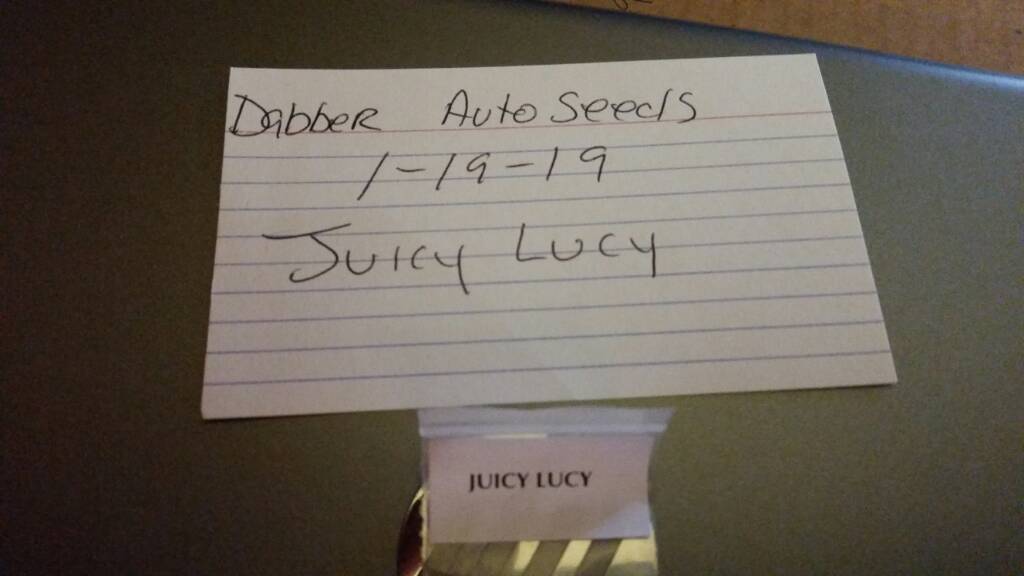 Dabber Auto Seeds
1-19-19
Juicy Lucy
JUICY LUCY